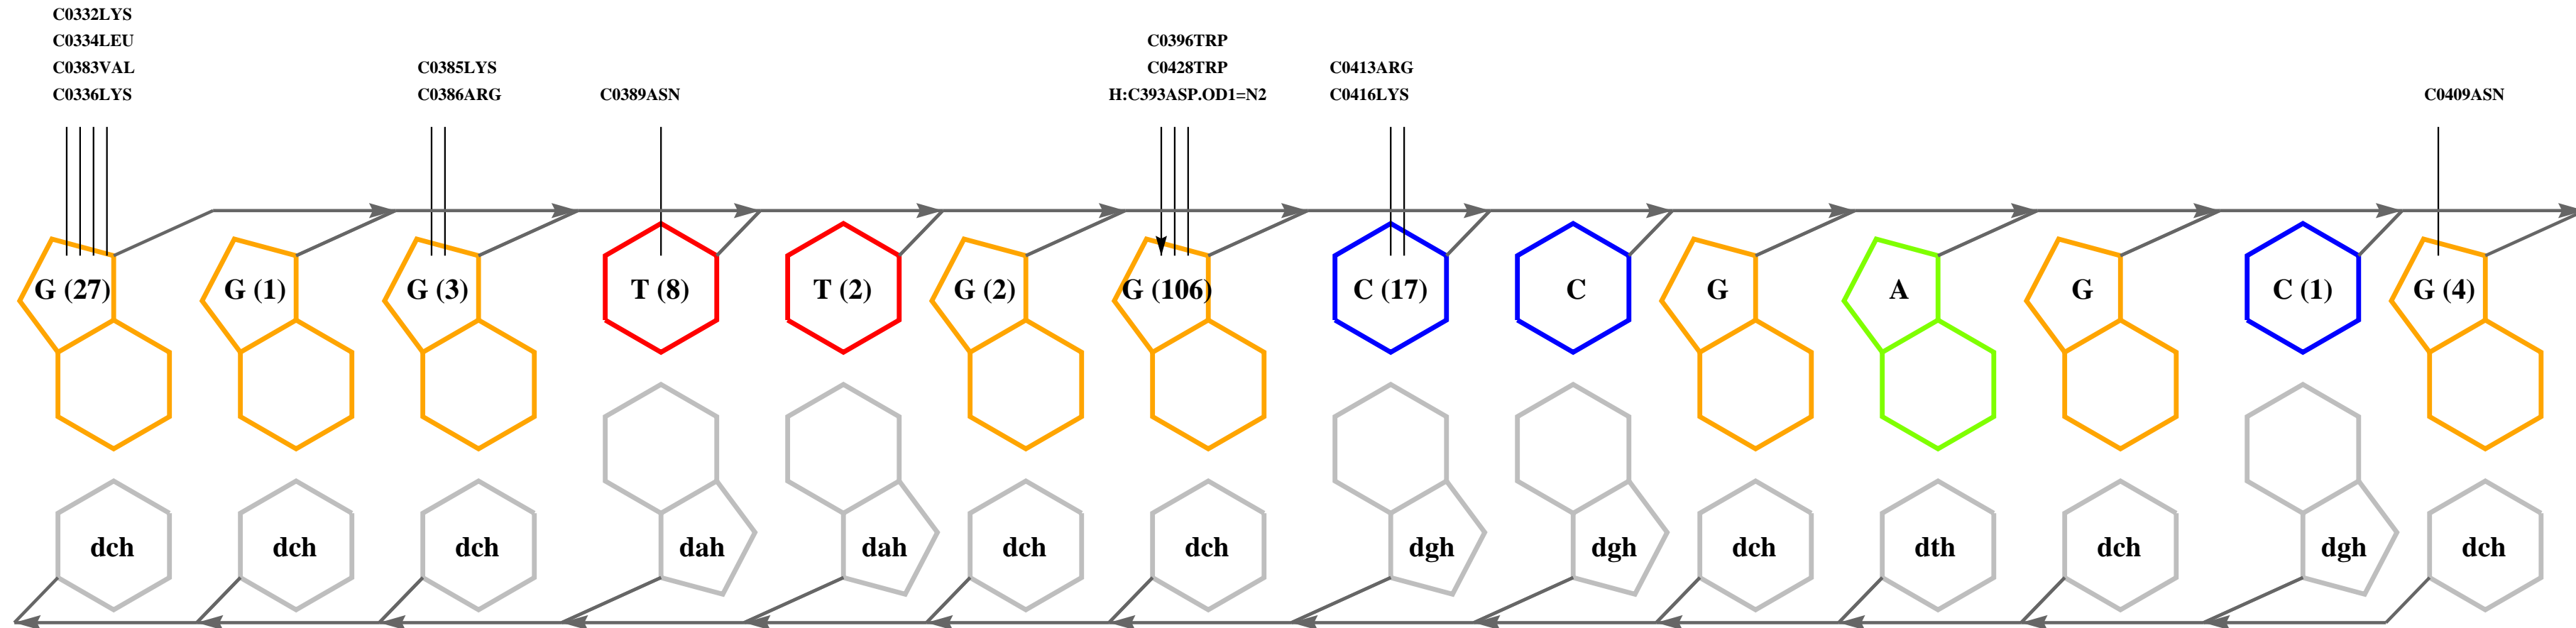 C0332LYS
C0334LEU
C0383VAL
C0336LYS
C0385LYS
C0386ARG
C0389ASN
C0396TRP
C0428TRP
H:C393ASP.OD1=N2
C0413ARG
C0416LYS
C0409ASN
G (27) G (1) G (3) T (8) T (2) G (2) G (106) C (17) C G A G C (1) G (4)
dch dch dch dah dah dch dch dgh dgh dch dth dch dgh dch